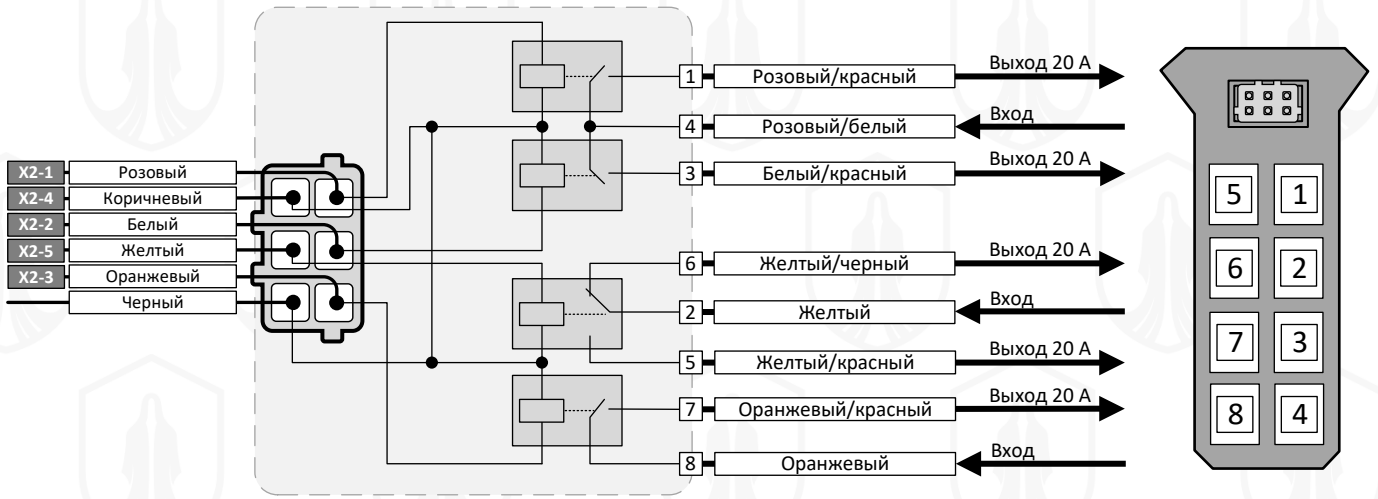 X2-1 Розовый
X2-4 Коричневый
X2-2 Белый
X2-5 Желтый
X2-3 Оранжевый
Черный
1 Розовый/красный Выход 20 А
4 Розовый/белый Вход
3 Белый/красный Выход 20 А
6 Желтый/черный Выход 20 А
2 Желтый Вход
5 Желтый/красный Выход 20 А
7 Оранжевый/красный Выход 20 А
8 Оранжевый Вход
5 1
6 2
7 3
8 4